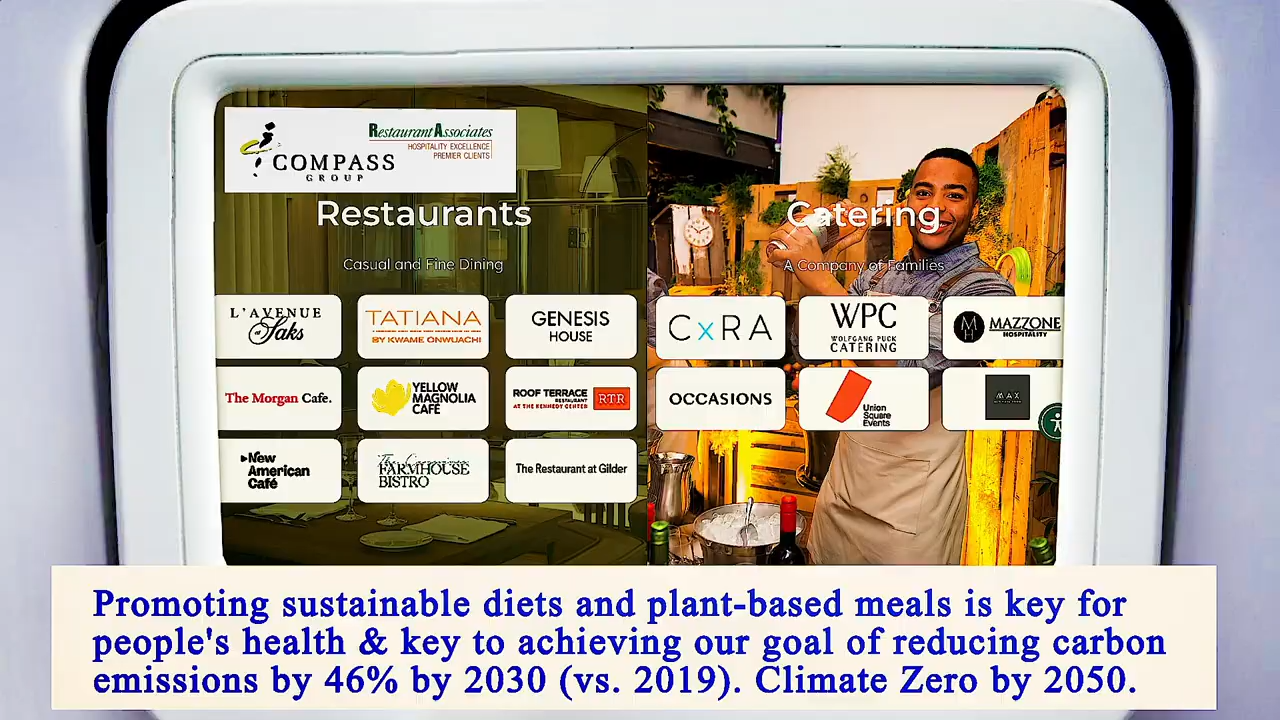 COMPASS
GROUP
Restaurant Associates
HOSPITALITY EXCELLENCE
PREMIER CLIENTS
Restaurants
Casual and Fine Dining
L'AVENUE
Saks
TATIANA
BY KWAME ONWUACHI
GENESIS
HOUSE
The Morgan Cafe.
YELLOW
MAGNOLIA
CAFÉ
ROOF TERRACE
RESTAURANT
AT THE KENNEDY CENTER
RTR
New
American
Café
FARMHOUSE
BISTRO
The Restaurant at Gilder
Catering
A Company of Families
CxRA
WPC
WOLFGANG PUCK
CATERING
MH
MAZZONE
HOSPITALITY
OCCASIONS
Union
Square
Events
MAX
Promoting sustainable diets and plant-based meals is key for
people's health & key to achieving our goal of reducing carbon
emissions by 46% by 2030 (vs. 2019). Climate Zero by 2050.